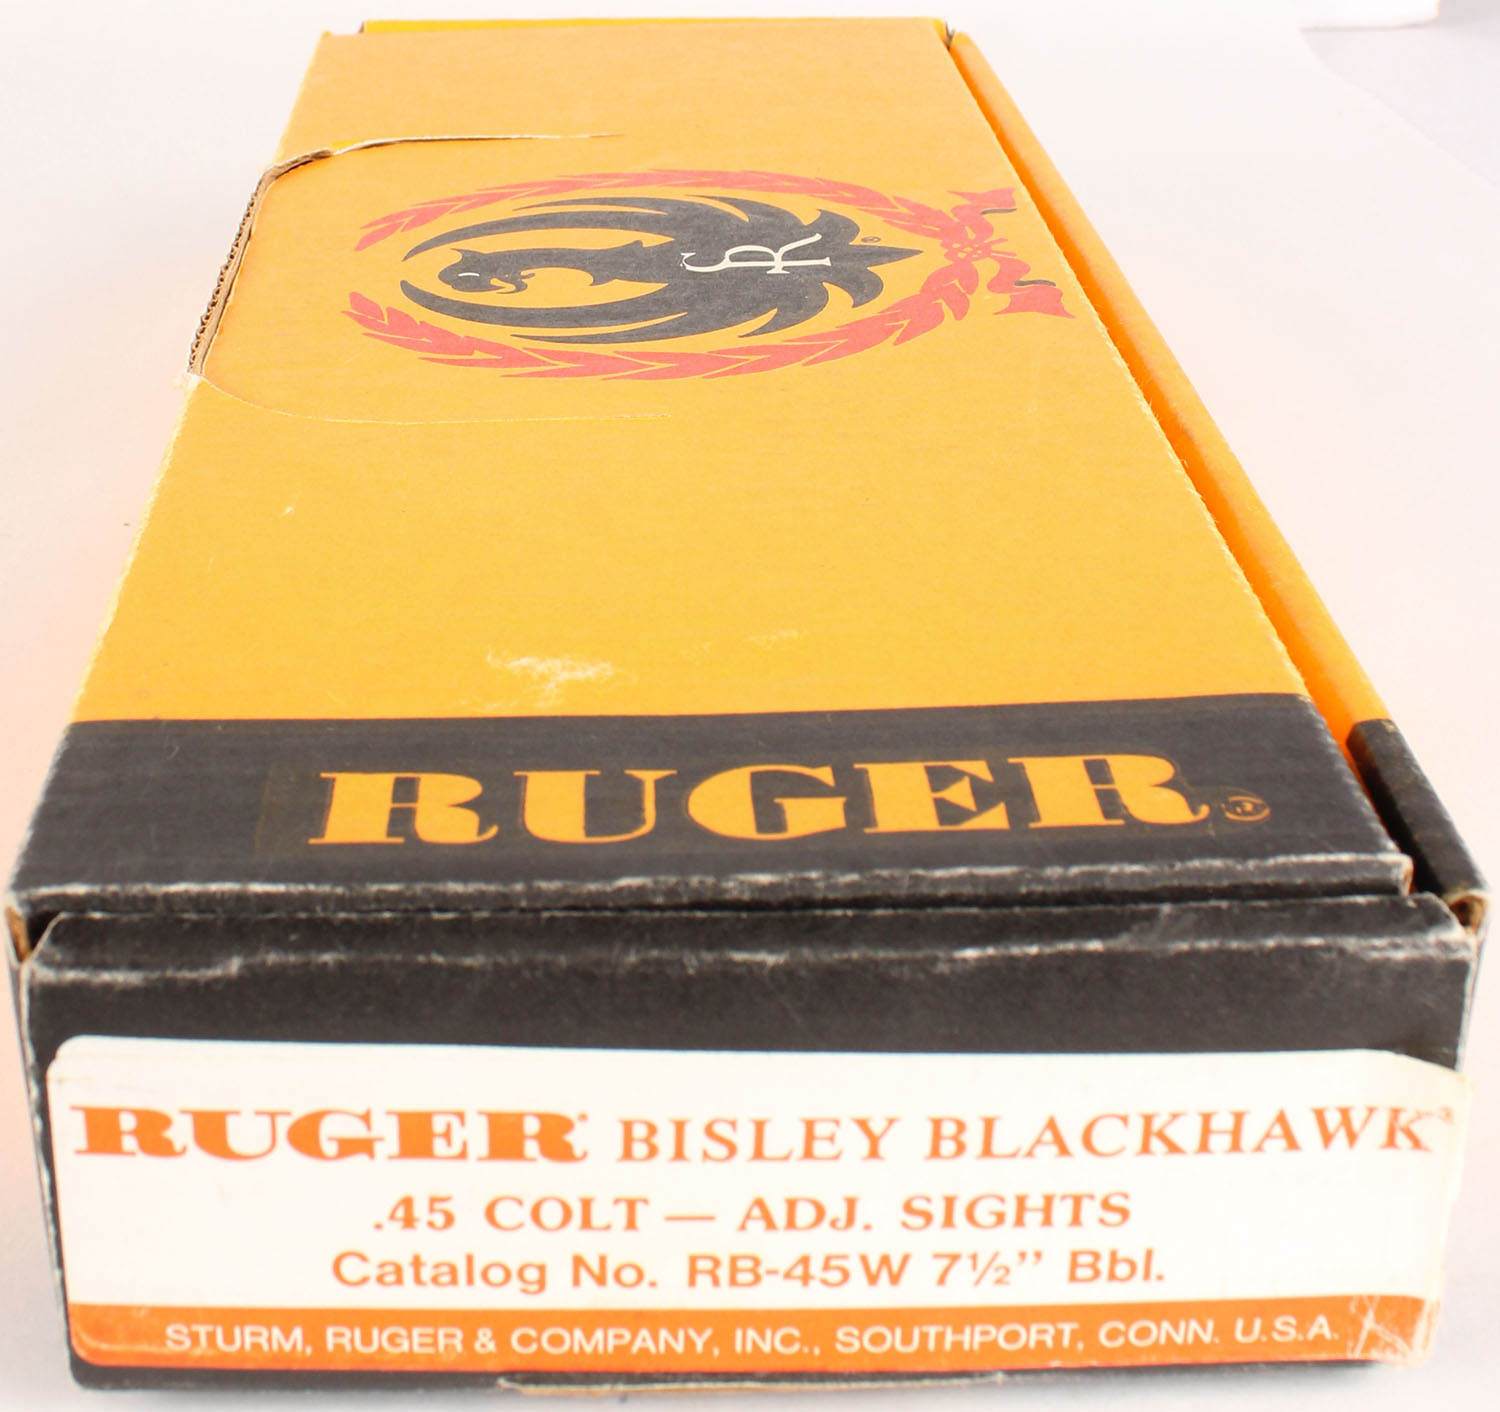 SR®
RUGER®
RUGER® BISLEY BLACKHAWK
.45 COLT — ADJ. SIGHTS
Catalog No. RB-45W 7½” Bbl.
STURM, RUGER & COMPANY, INC., SOUTHPORT, CONN. U.S.A.